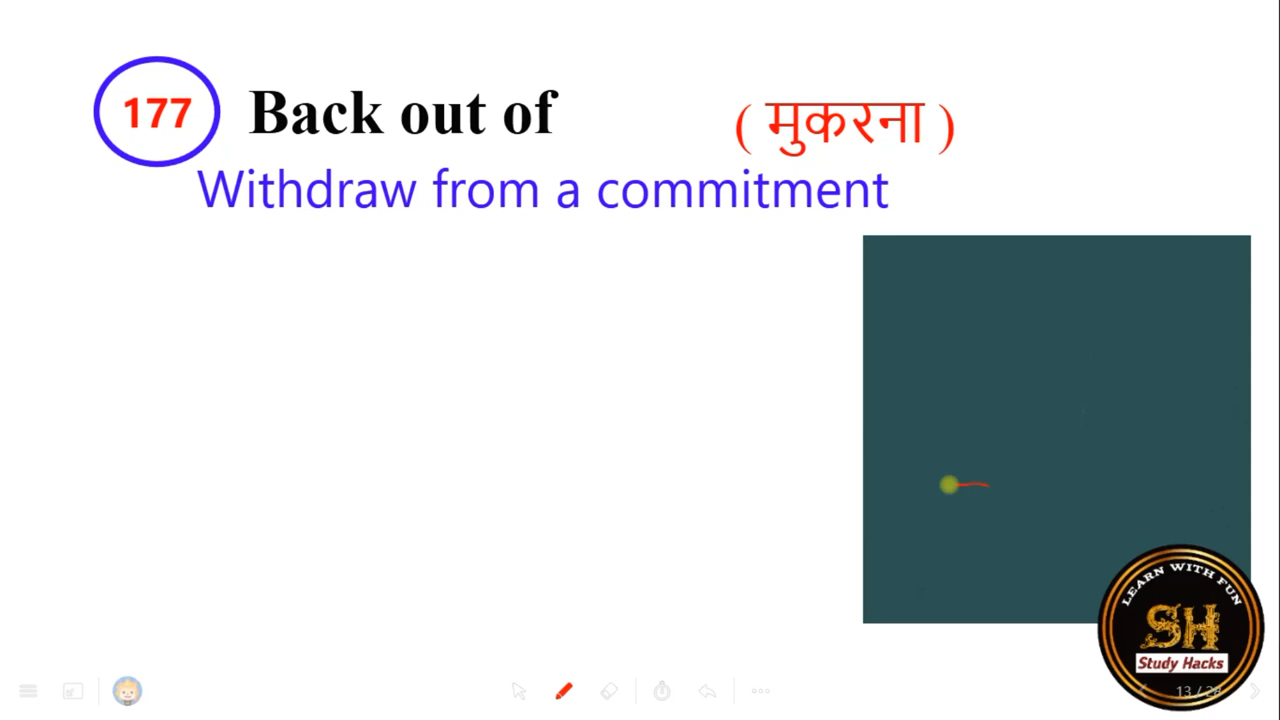 177 Back out of ( मुकरना )
Withdraw from a commitment
LEARN WITH FUN
SH
Study Hacks